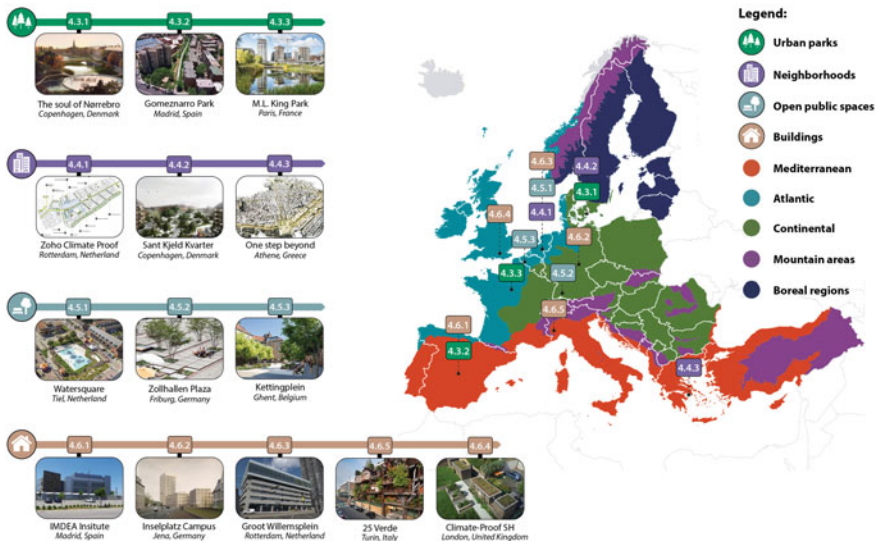 4.3.1 4.3.2 4.3.3
The soul of Nørrebro
Copenhagen, Denmark
Gomeznarro Park
Madrid, Spain
M.L. King Park
Paris, France
4.4.1 4.4.2 4.4.3
Zoho Climate Proof
Rotterdam, Netherland
Sant Kjeld Kvarter
Copenhagen, Denmark
One step beyond
Athene, Greece
4.5.1 4.5.2 4.5.3
Watersquare
Tiel, Netherland
Zollhallen Plaza
Friburg, Germany
Kettingplein
Ghent, Belgium
4.6.1 4.6.2 4.6.3 4.6.5 4.6.4
IMDEA Insitute
Madrid, Spain
Inselplatz Campus
Jena, Germany
Groot Willemsplein
Rotterdam, Netherland
25 Verde
Turin, Italy
Climate-Proof SH
London, United Kingdom
4.6.3 4.4.2
4.5.1 4.3.1
4.6.4 4.4.1
4.5.3 4.6.2
4.3.3 4.5.2
4.6.5
4.6.1
4.3.2
4.4.3
Legend:
Urban parks
Neighborhoods
Open public spaces
Buildings
Mediterranean
Atlantic
Continental
Mountain areas
Boreal regions